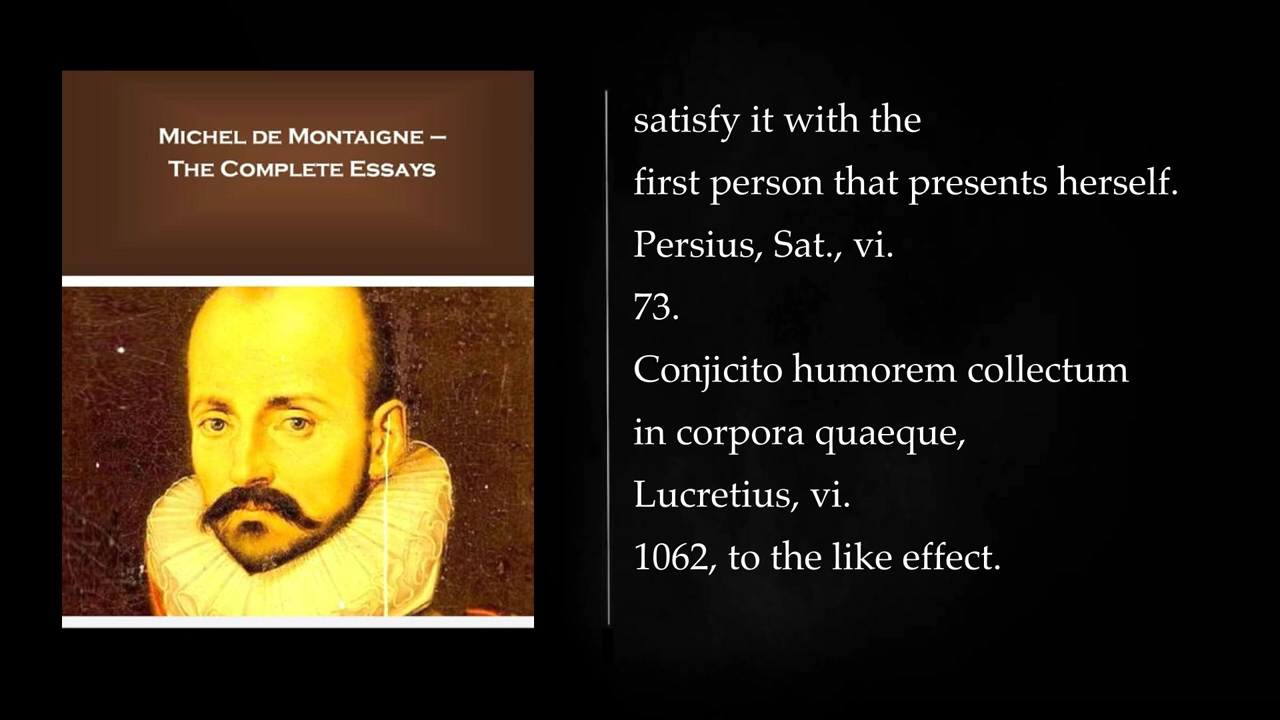 MICHEL DE MONTAIGNE –
THE COMPLETE ESSAYS
satisfy it with the
first person that presents herself.
Persius, Sat., vi.
73.
Conjicito humorem collectum
in corpora quaeque,
Lucretius, vi.
1062, to the like effect.